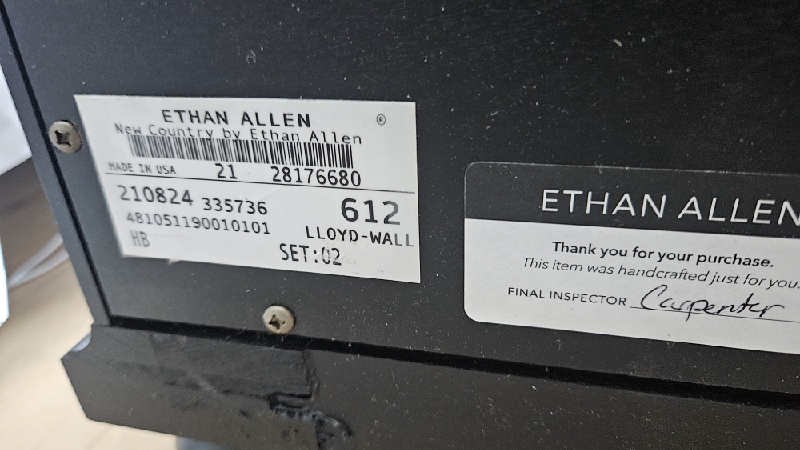 ETHAN ALLEN ®
New Country by Ethan Allen
MADE IN USA 21 28176680
210824 335736 612
481051190010101 LLOYD-WALL
HB SET:02
ETHAN ALLEN
Thank you for your purchase.
This item was handcrafted just for you.
FINAL INSPECTOR Carpenter